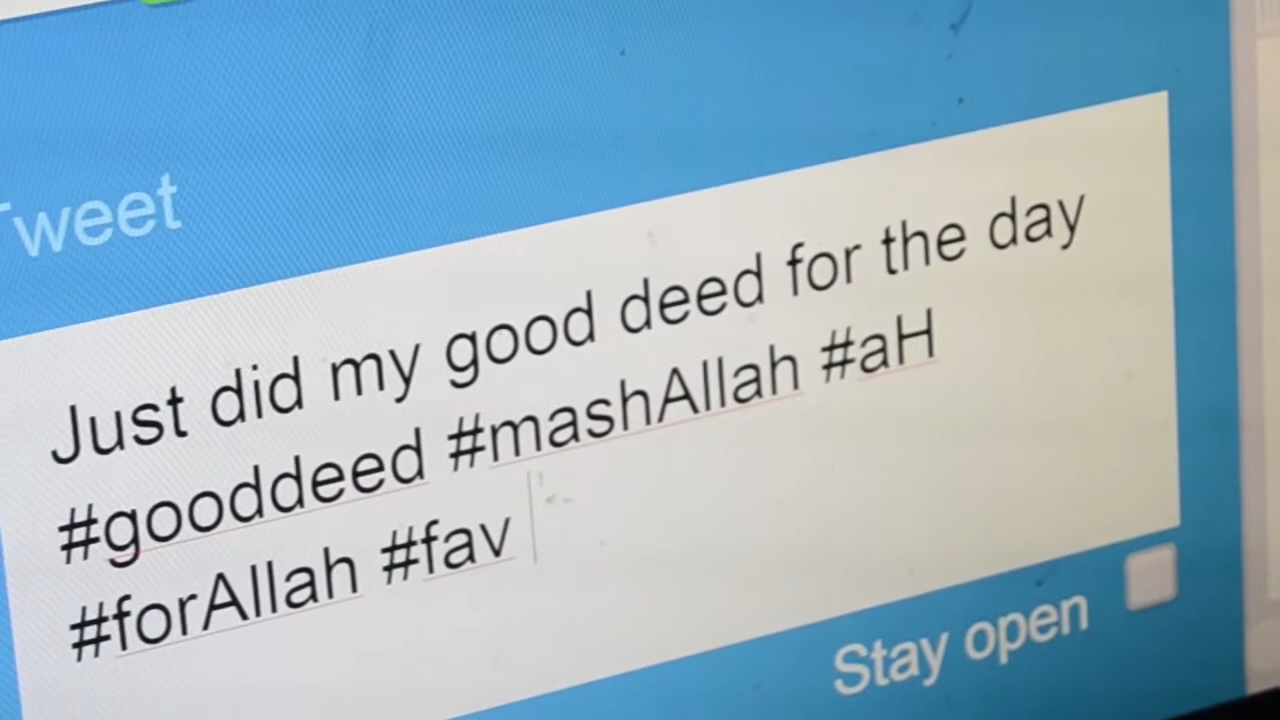 Tweet
Just did my good deed for the day
#gooddeed #mashAllah #aH
#forAllah #fav
Stay open